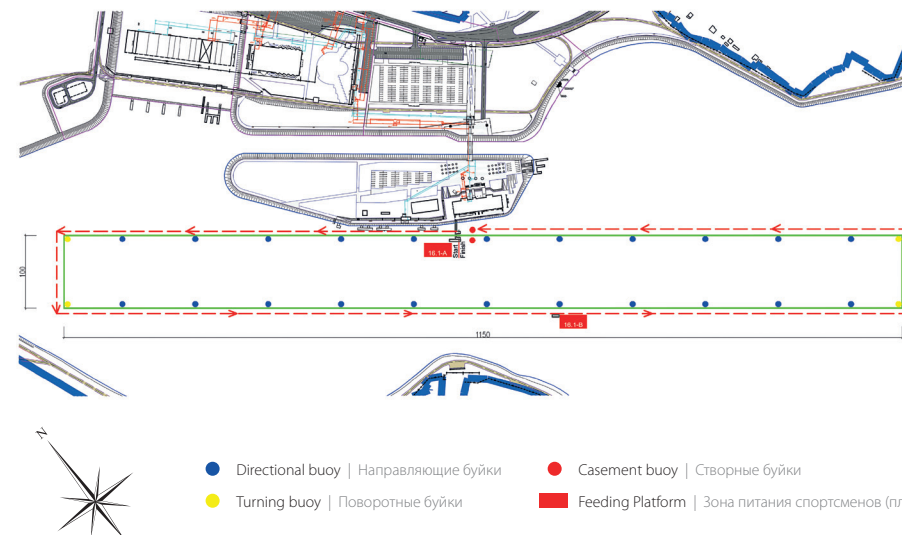 16.1-A
Start
Finish
100
16.1-B
1150
N
Directional buoy | Направляющие буйки
Casement buoy | Створные буйки
Turning buoy | Поворотные буйки
Feeding Platform | Зона питания спортсменов (пл